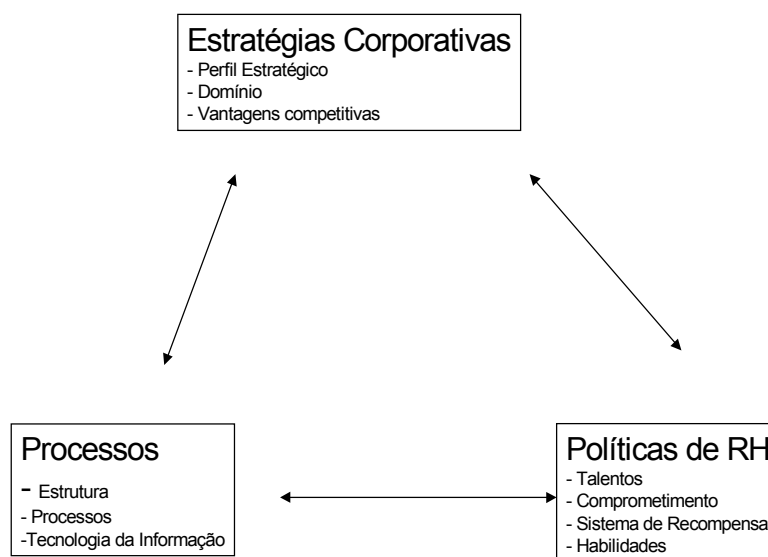 Estratégias Corporativas
- Perfil Estratégico
- Domínio
- Vantagens competitivas
Processos
- Estrutura
- Processos
-Tecnologia da Informação
Políticas de RH
- Talentos
- Comprometimento
- Sistema de Recompensa
- Habilidades